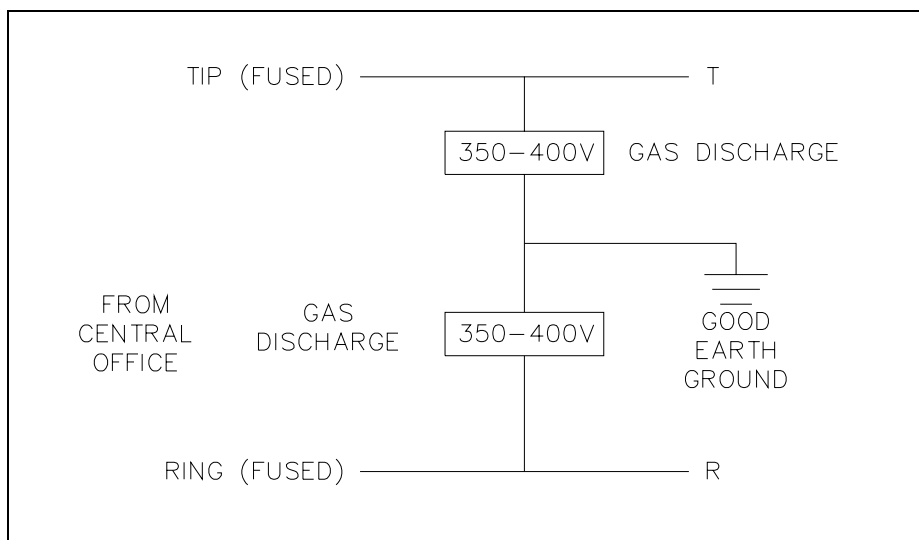 TIP (FUSED)
T
350-400V
GAS DISCHARGE
FROM
CENTRAL
OFFICE
GAS
DISCHARGE
350-400V
GOOD
EARTH
GROUND
RING (FUSED)
R